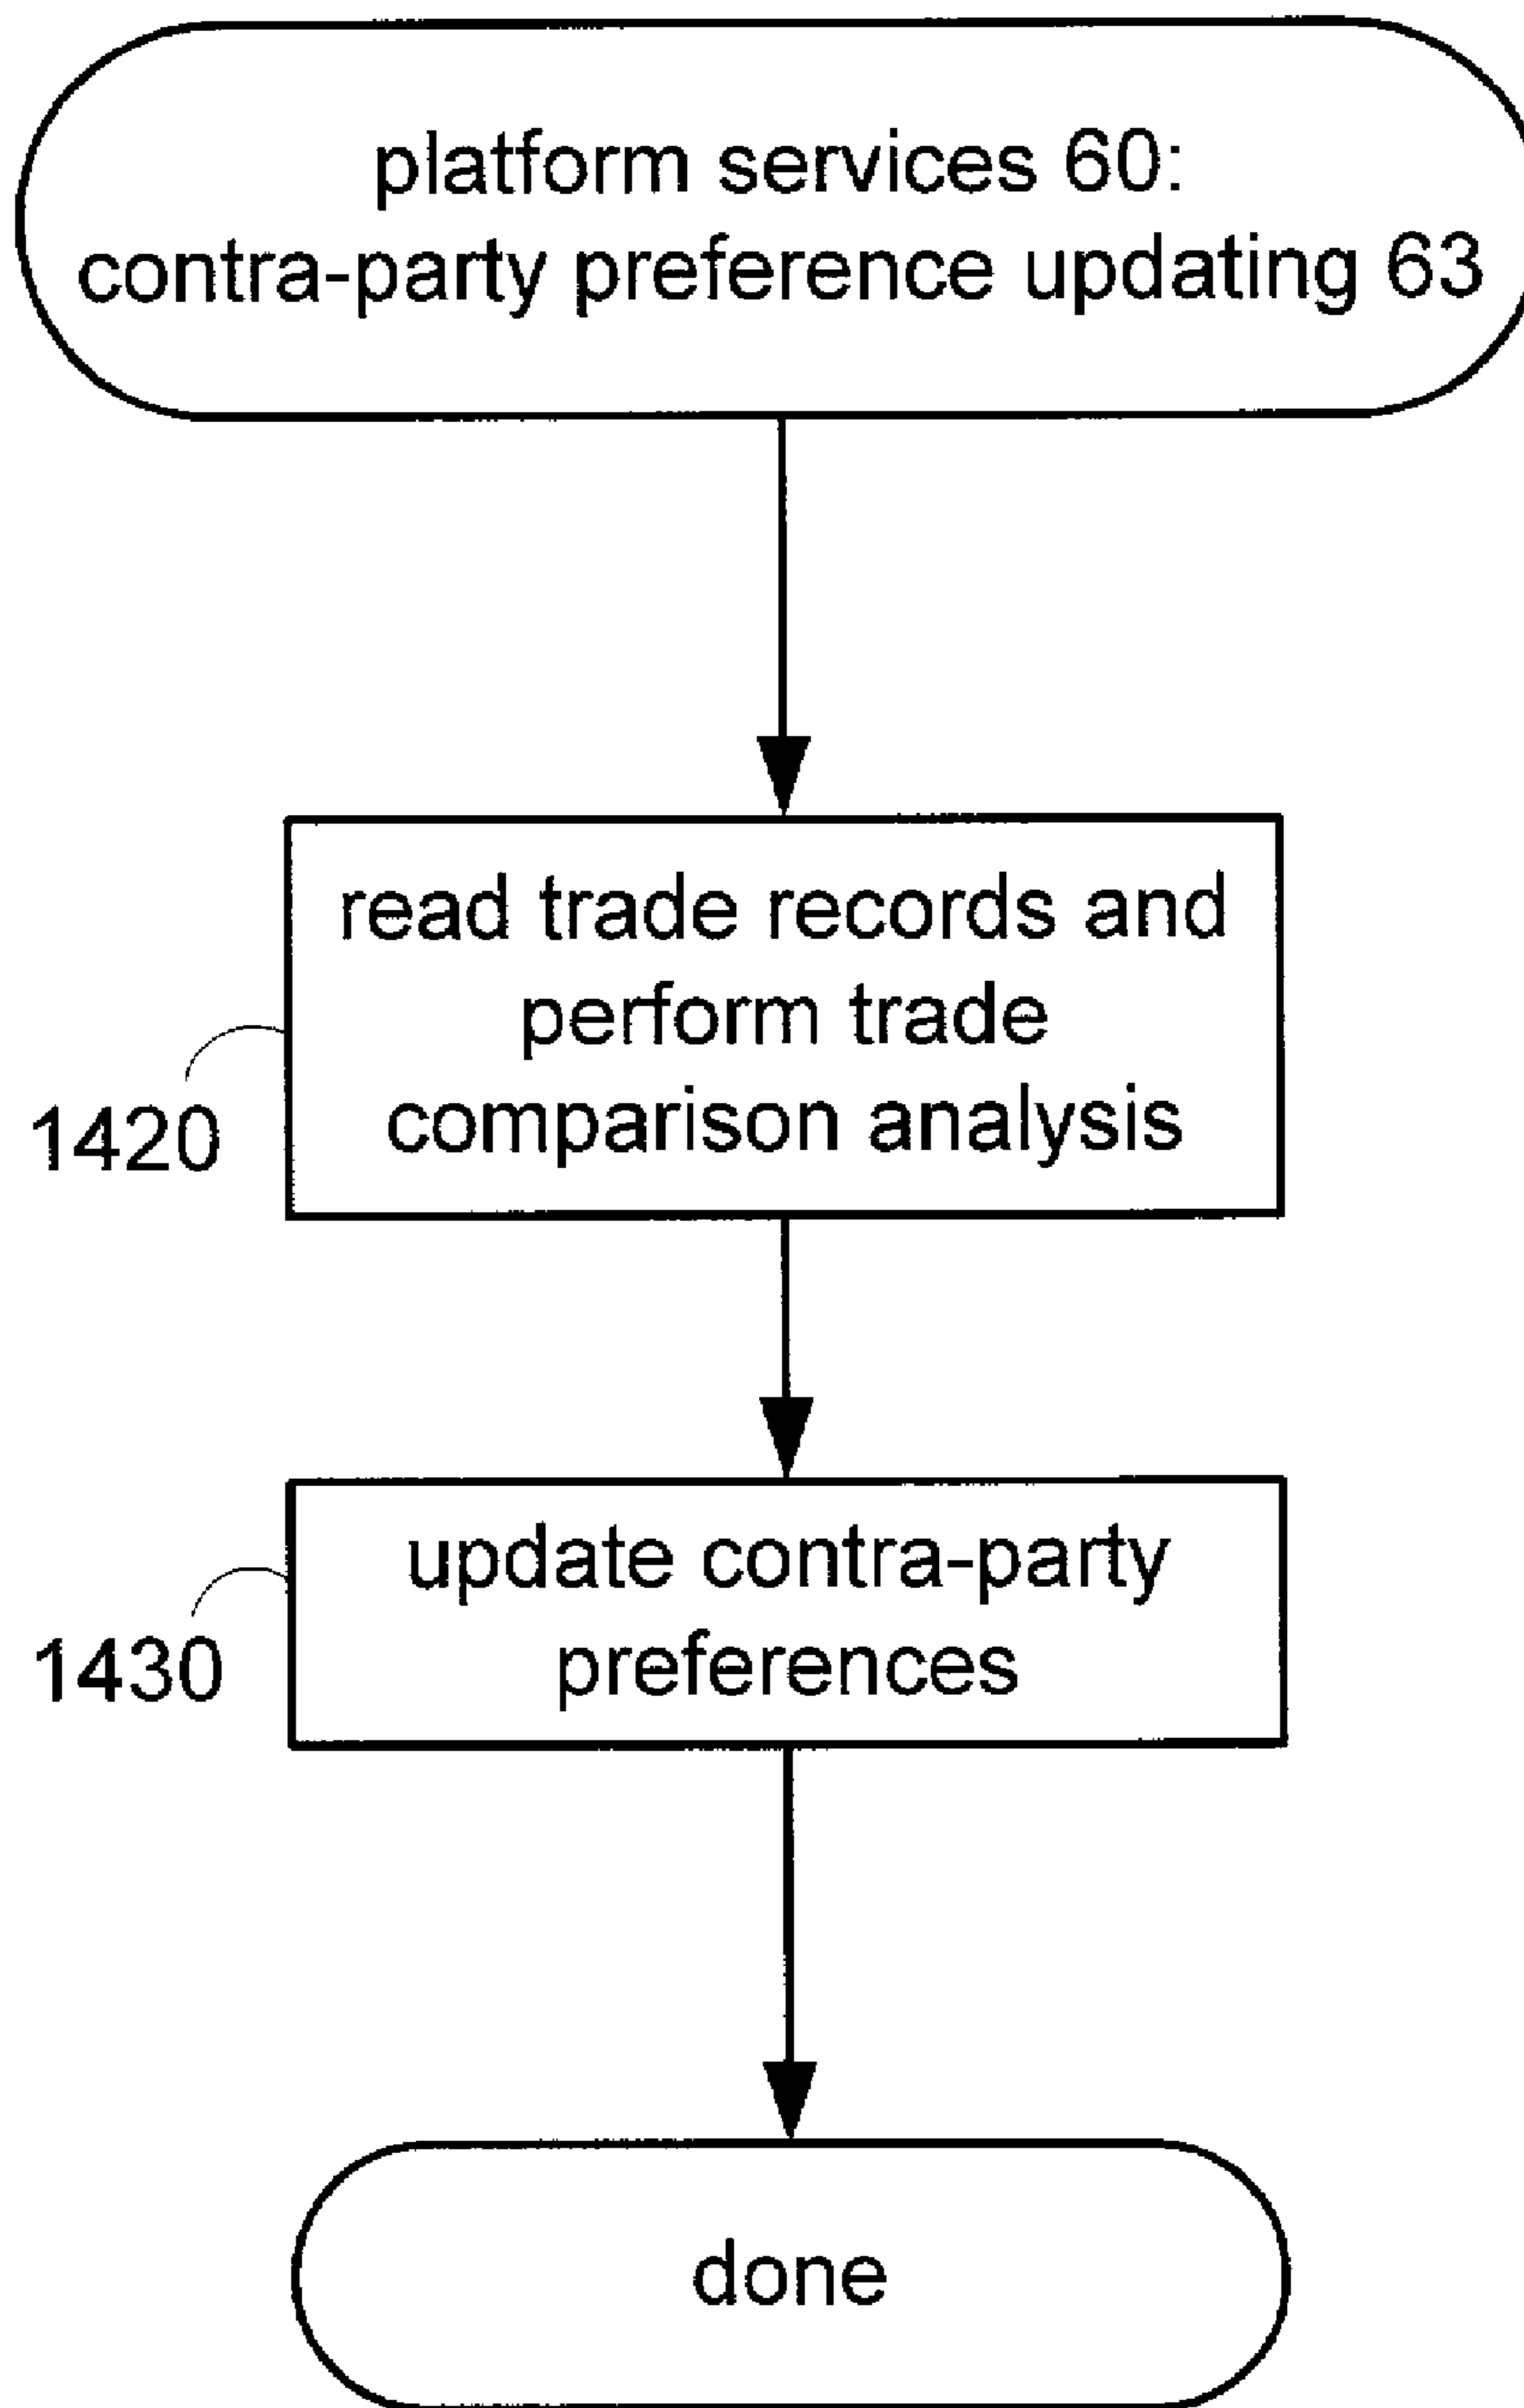 platform services 60:
contra-party preference updating 63
read trade records and
perform trade
comparison analysis
1420
update contra-party
preferences
1430
done